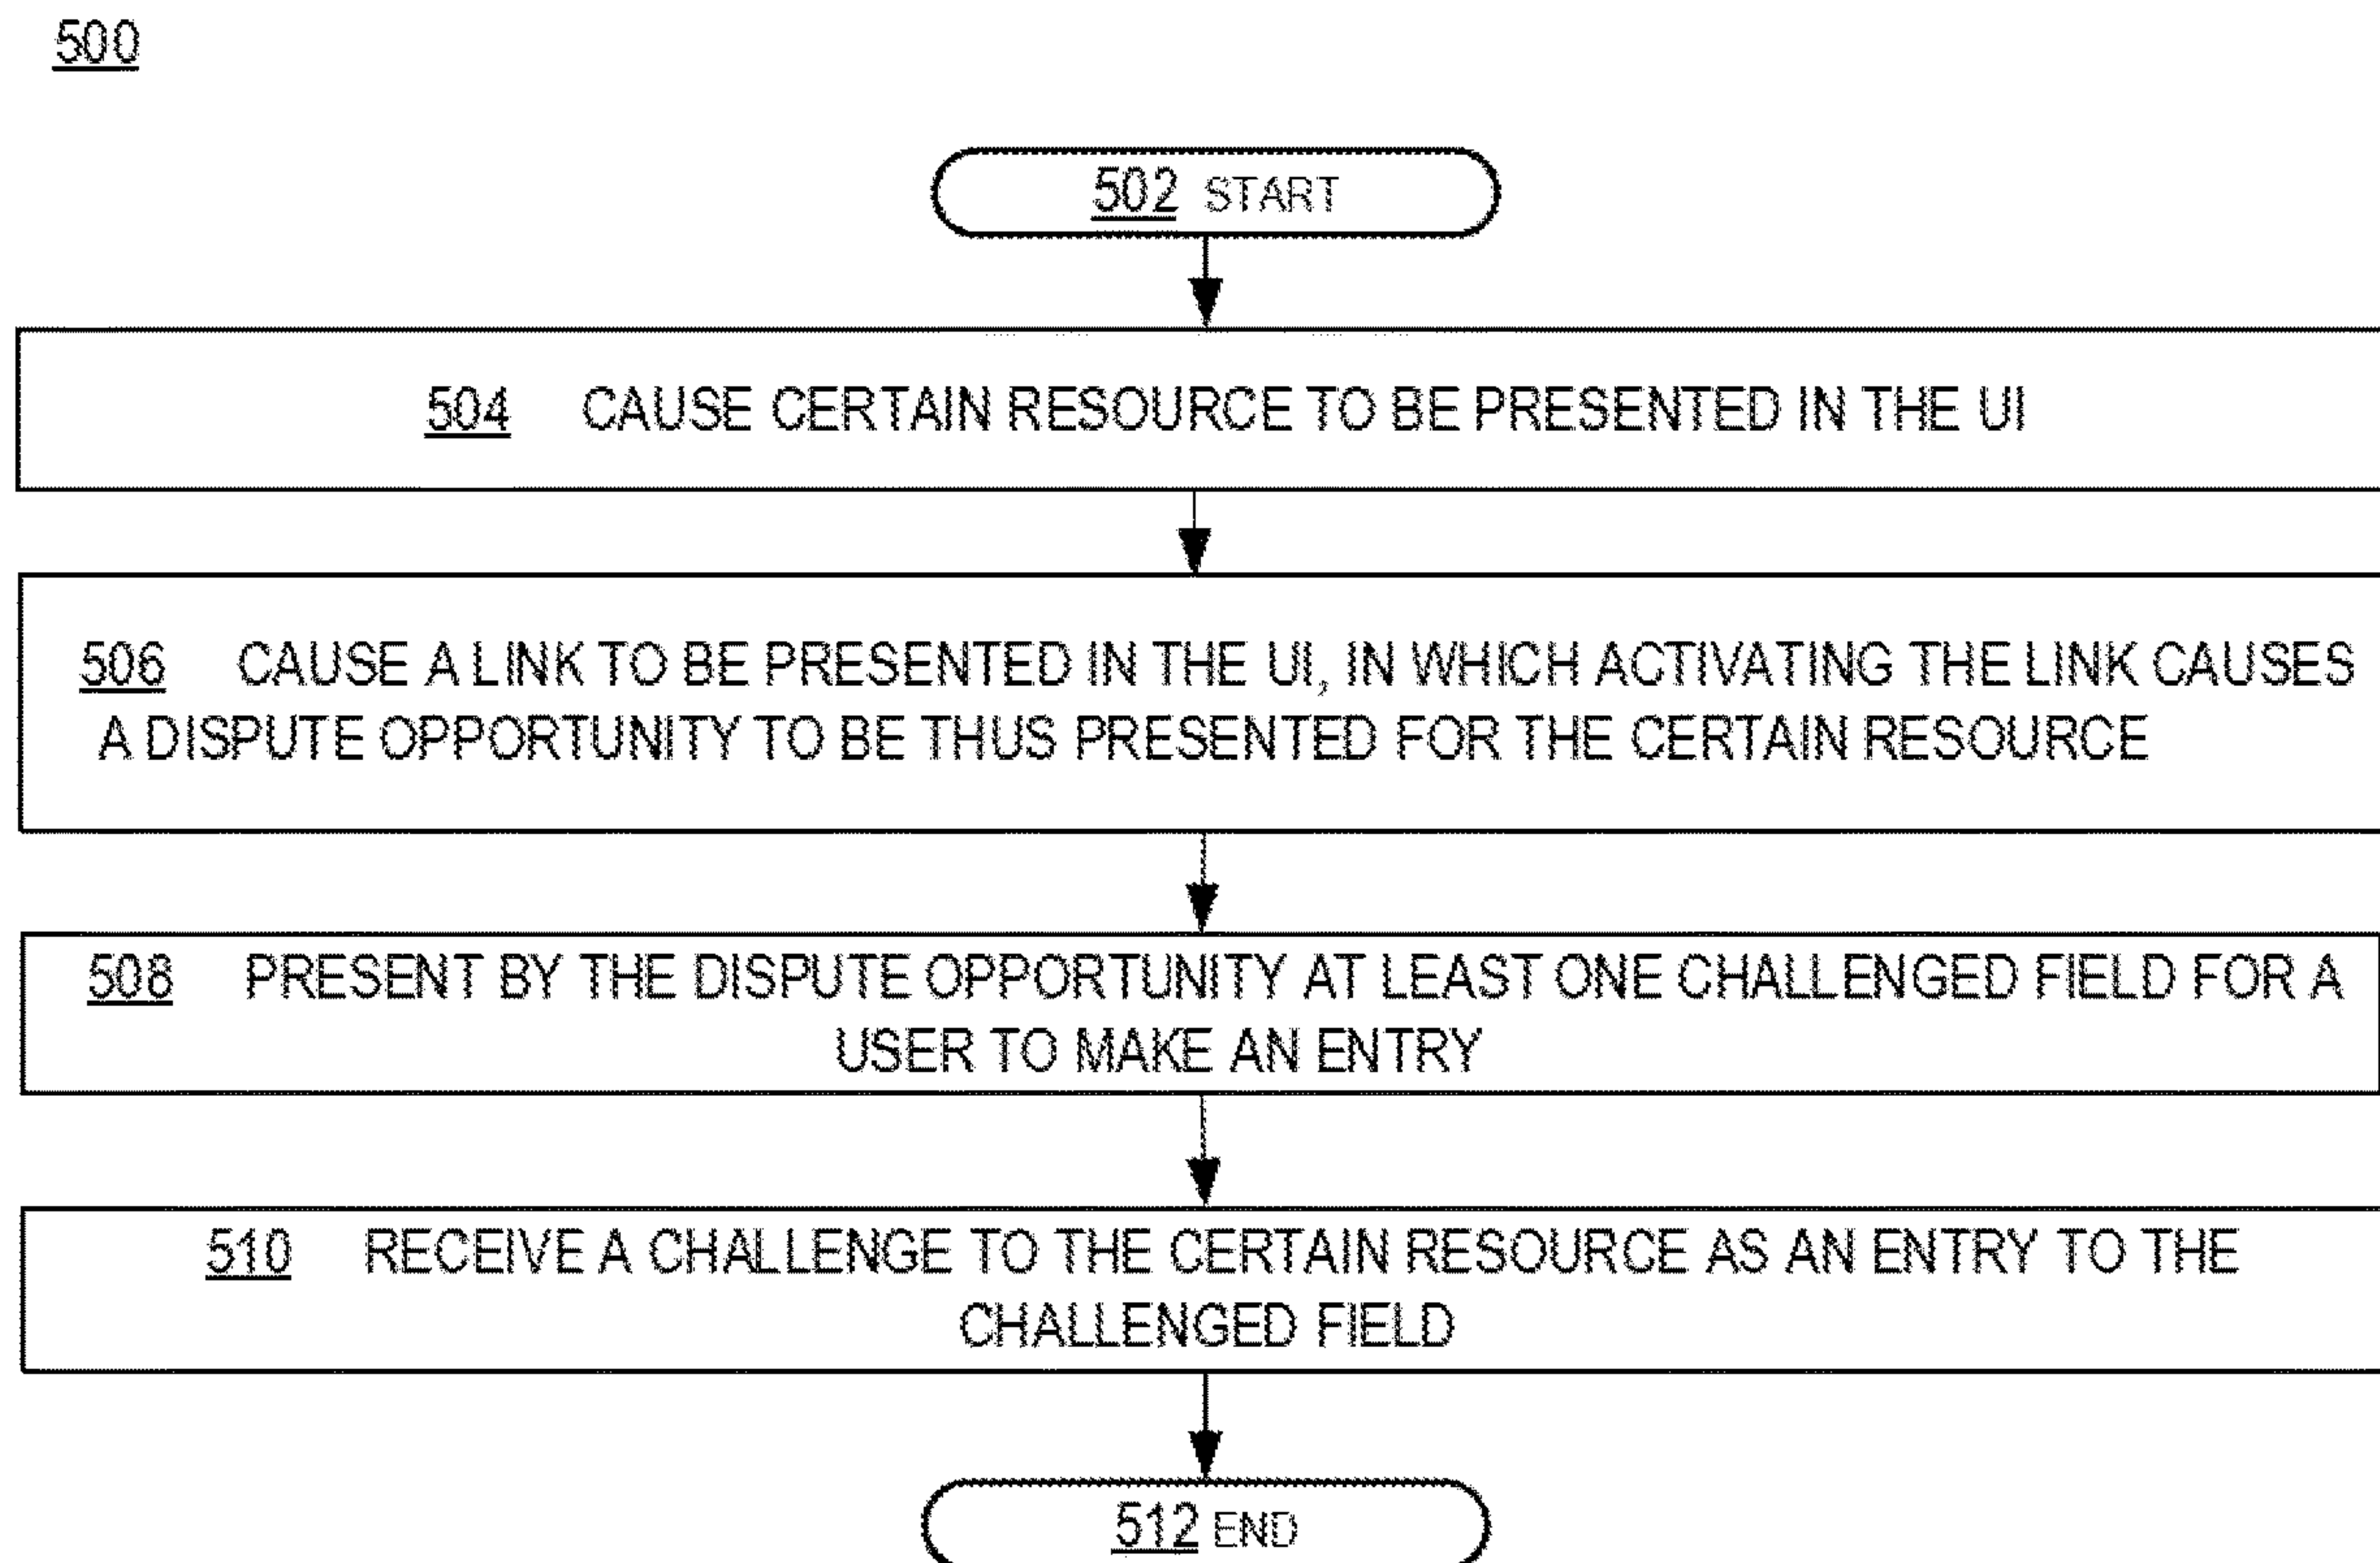 500
502 START
504 CAUSE CERTAIN RESOURCE TO BE PRESENTED IN THE UI
506 CAUSE A LINK TO BE PRESENTED IN THE UI, IN WHICH ACTIVATING THE LINK CAUSES
A DISPUTE OPPORTUNITY TO BE THUS PRESENTED FOR THE CERTAIN RESOURCE
508 PRESENT BY THE DISPUTE OPPORTUNITY AT LEAST ONE CHALLENGED FIELD FOR A
USER TO MAKE AN ENTRY
510 RECEIVE A CHALLENGE TO THE CERTAIN RESOURCE AS AN ENTRY TO THE
CHALLENGED FIELD
512 END